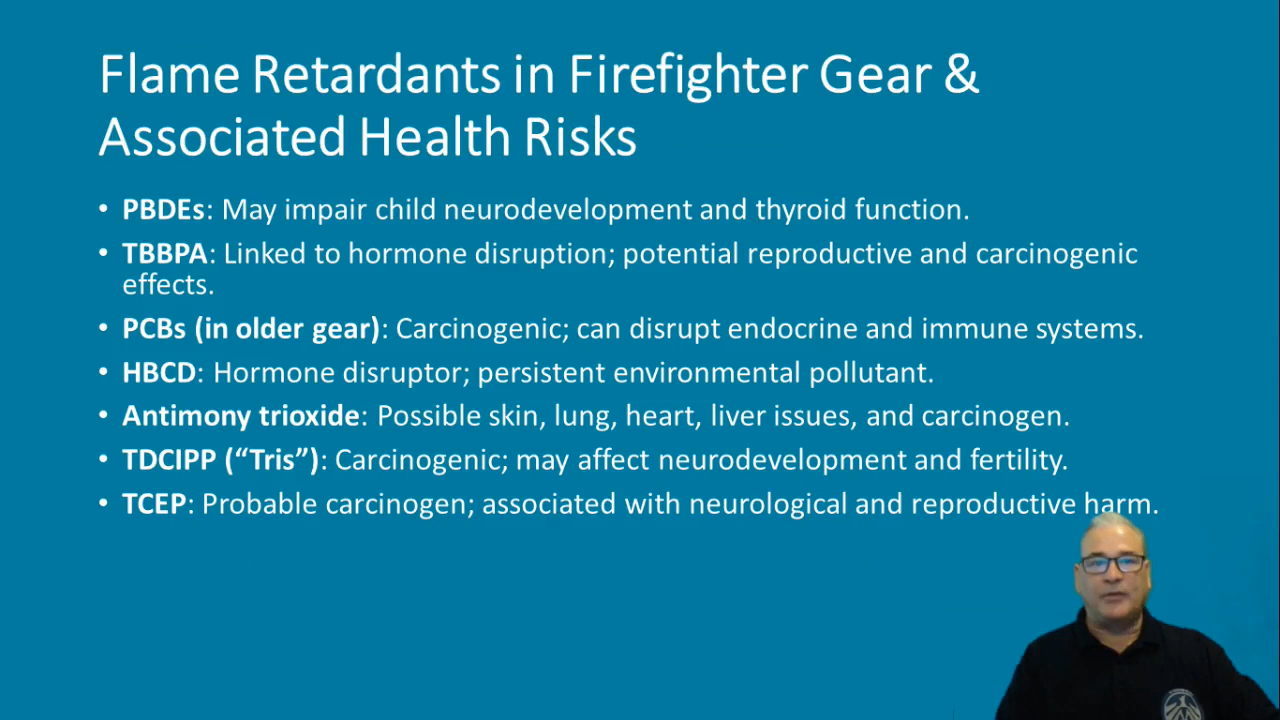 Flame Retardants in Firefighter Gear &
Associated Health Risks
• PBDEs: May impair child neurodevelopment and thyroid function.
• TBBPA: Linked to hormone disruption; potential reproductive and carcinogenic
effects.
• PCBs (in older gear): Carcinogenic; can disrupt endocrine and immune systems.
• HBCD: Hormone disruptor; persistent environmental pollutant.
• Antimony trioxide: Possible skin, lung, heart, liver issues, and carcinogen.
• TDCIPP (“Tris”): Carcinogenic; may affect neurodevelopment and fertility.
• TCEP: Probable carcinogen; associated with neurological and reproductive harm.